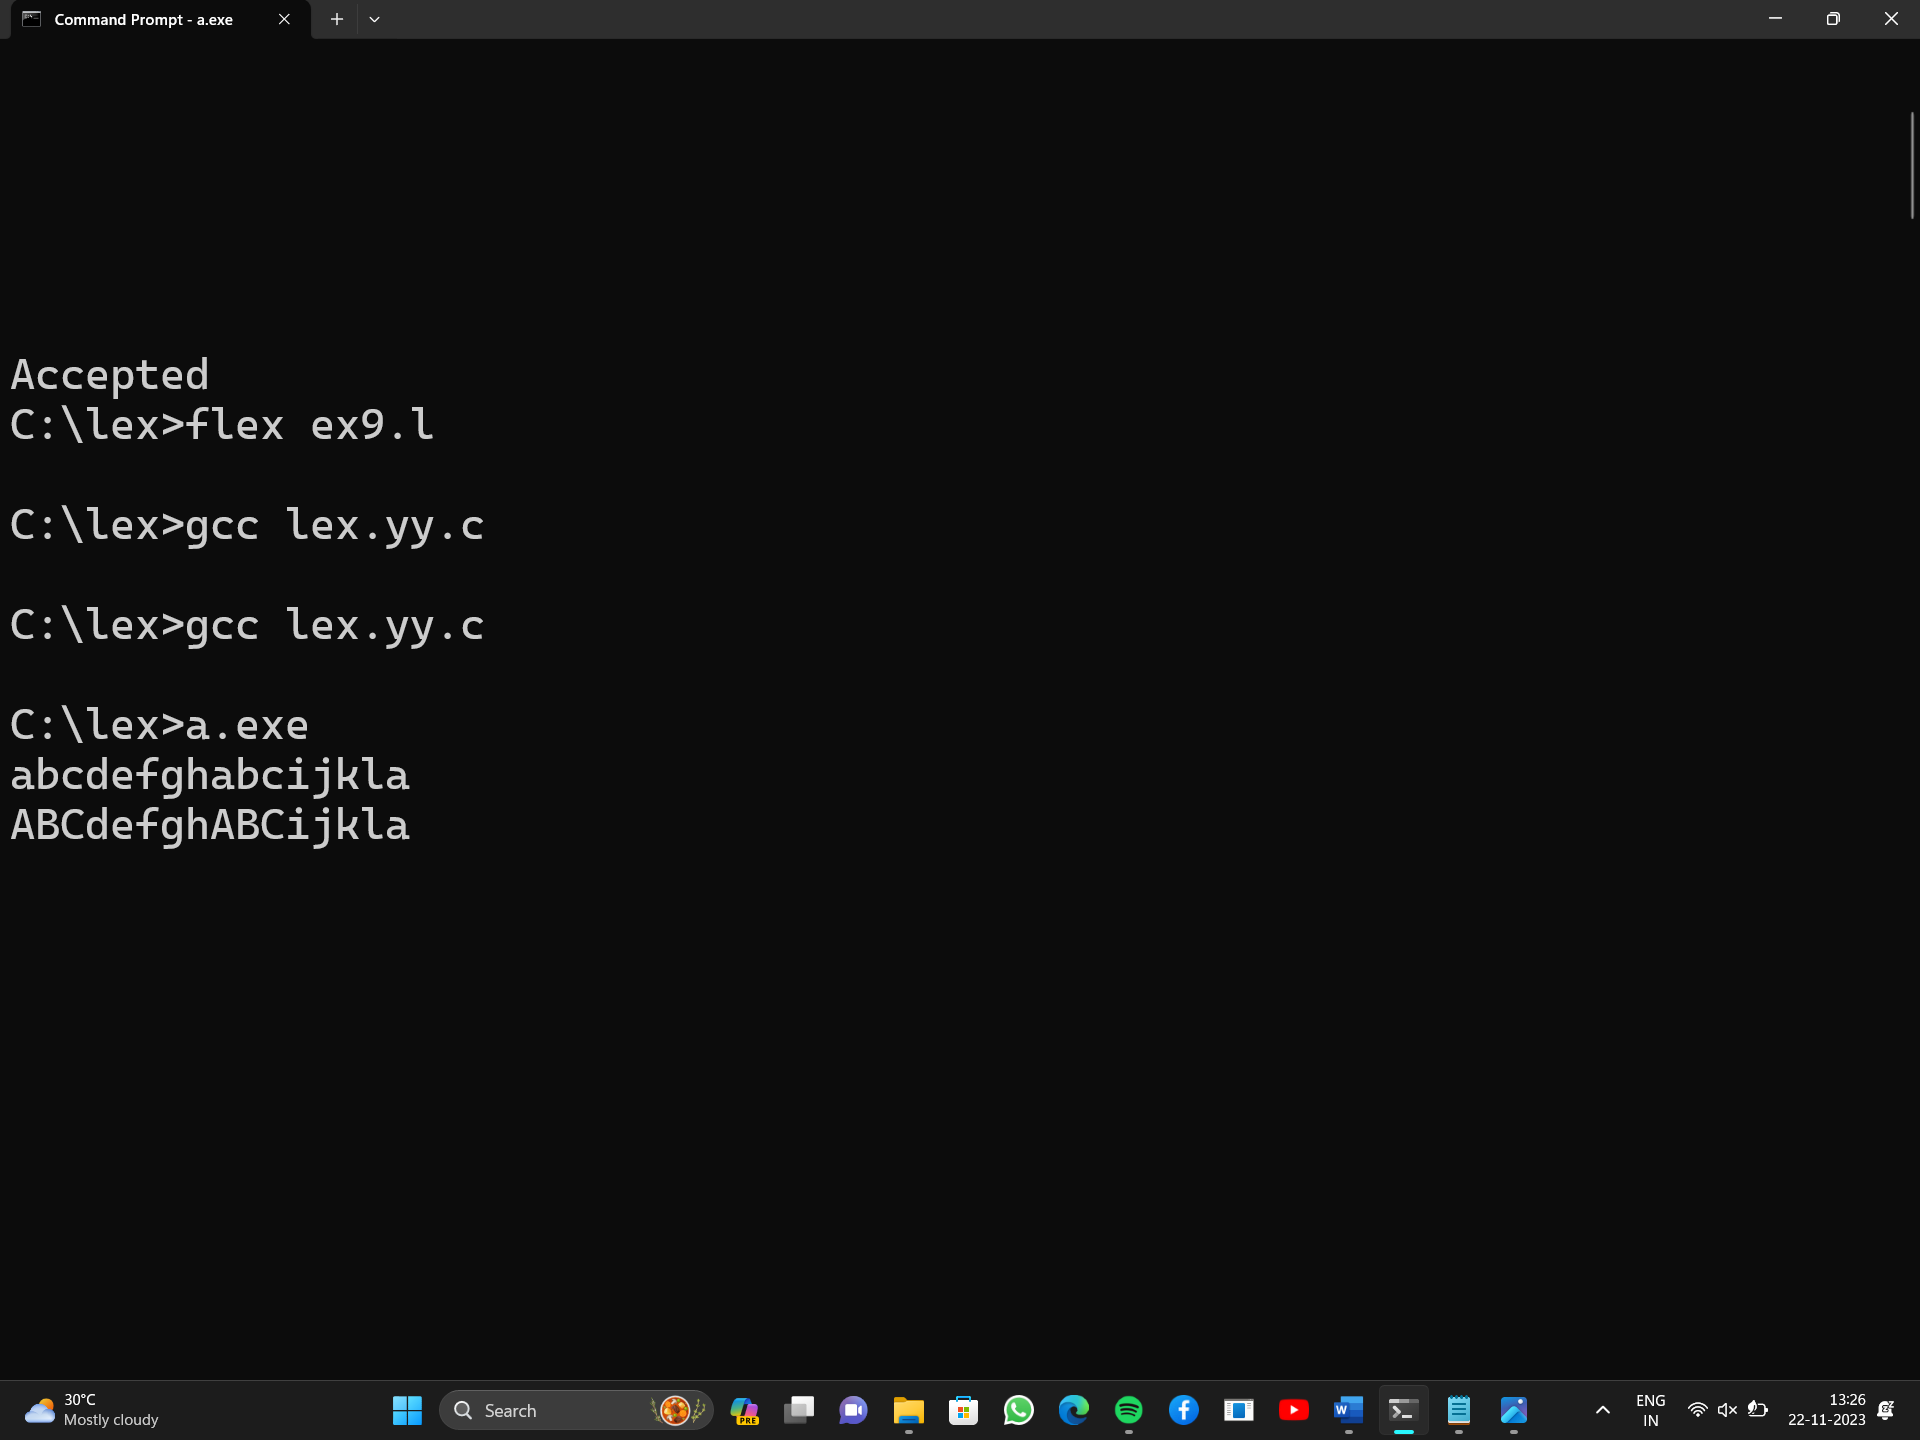 Command Prompt - a.exe
Accepted
C:\lex>flex ex9.l
C:\lex>gcc lex.yy.c
C:\lex>gcc lex.yy.c
C:\lex>a.exe
abcdefghabcijkla
ABCdefghABCijkla
30°C
Mostly cloudy
Search
PRE
W
ENG
IN
13:26
22-11-2023